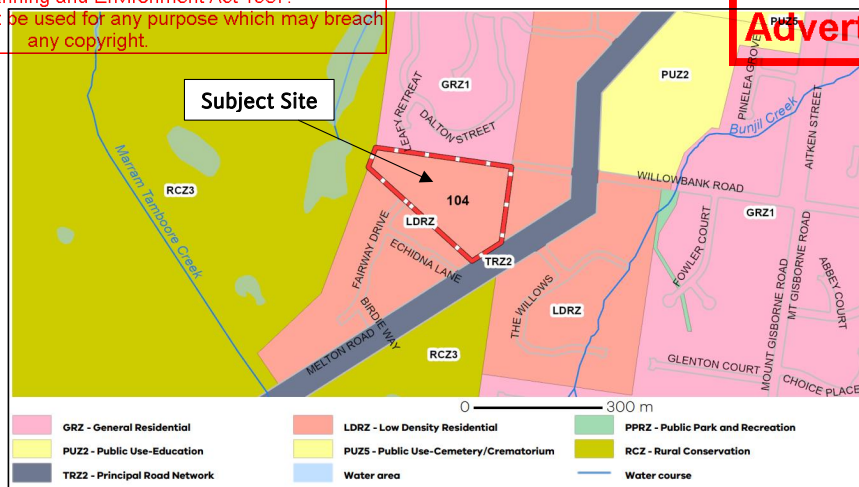 anning and Environment Act 1987.
t be used for any purpose which may breach
any copyright.
Advert
PUZ5
PUZ2
GRZ1
LEAFY RETREAT
DALTON STREET
PINELEA GROVE
Bunjil Creek
AITKEN STREET
Subject Site
Marram Tamboore Creek
RCZ3
104
LDRZ
WILLOWBANK ROAD
GRZ1
FAIRWAY DRIVE
ECHIDNA LANE
TRZ2
FOWLER COURT
MOUNT GISBORNE ROAD
MT GISBORNE ROAD
ABBEY COURT
THE WILLOWS
LDRZ
BIRDIE WAY
MELTON ROAD
RCZ3
GLENTON COURT
CHOICE PLACE
0 300 m
GRZ - General Residential
LDRZ - Low Density Residential
PPRZ - Public Park and Recreation
PUZ2 - Public Use-Education
PUZ5 - Public Use-Cemetery/Crematorium
RCZ - Rural Conservation
TRZ2 - Principal Road Network
Water area
Water course